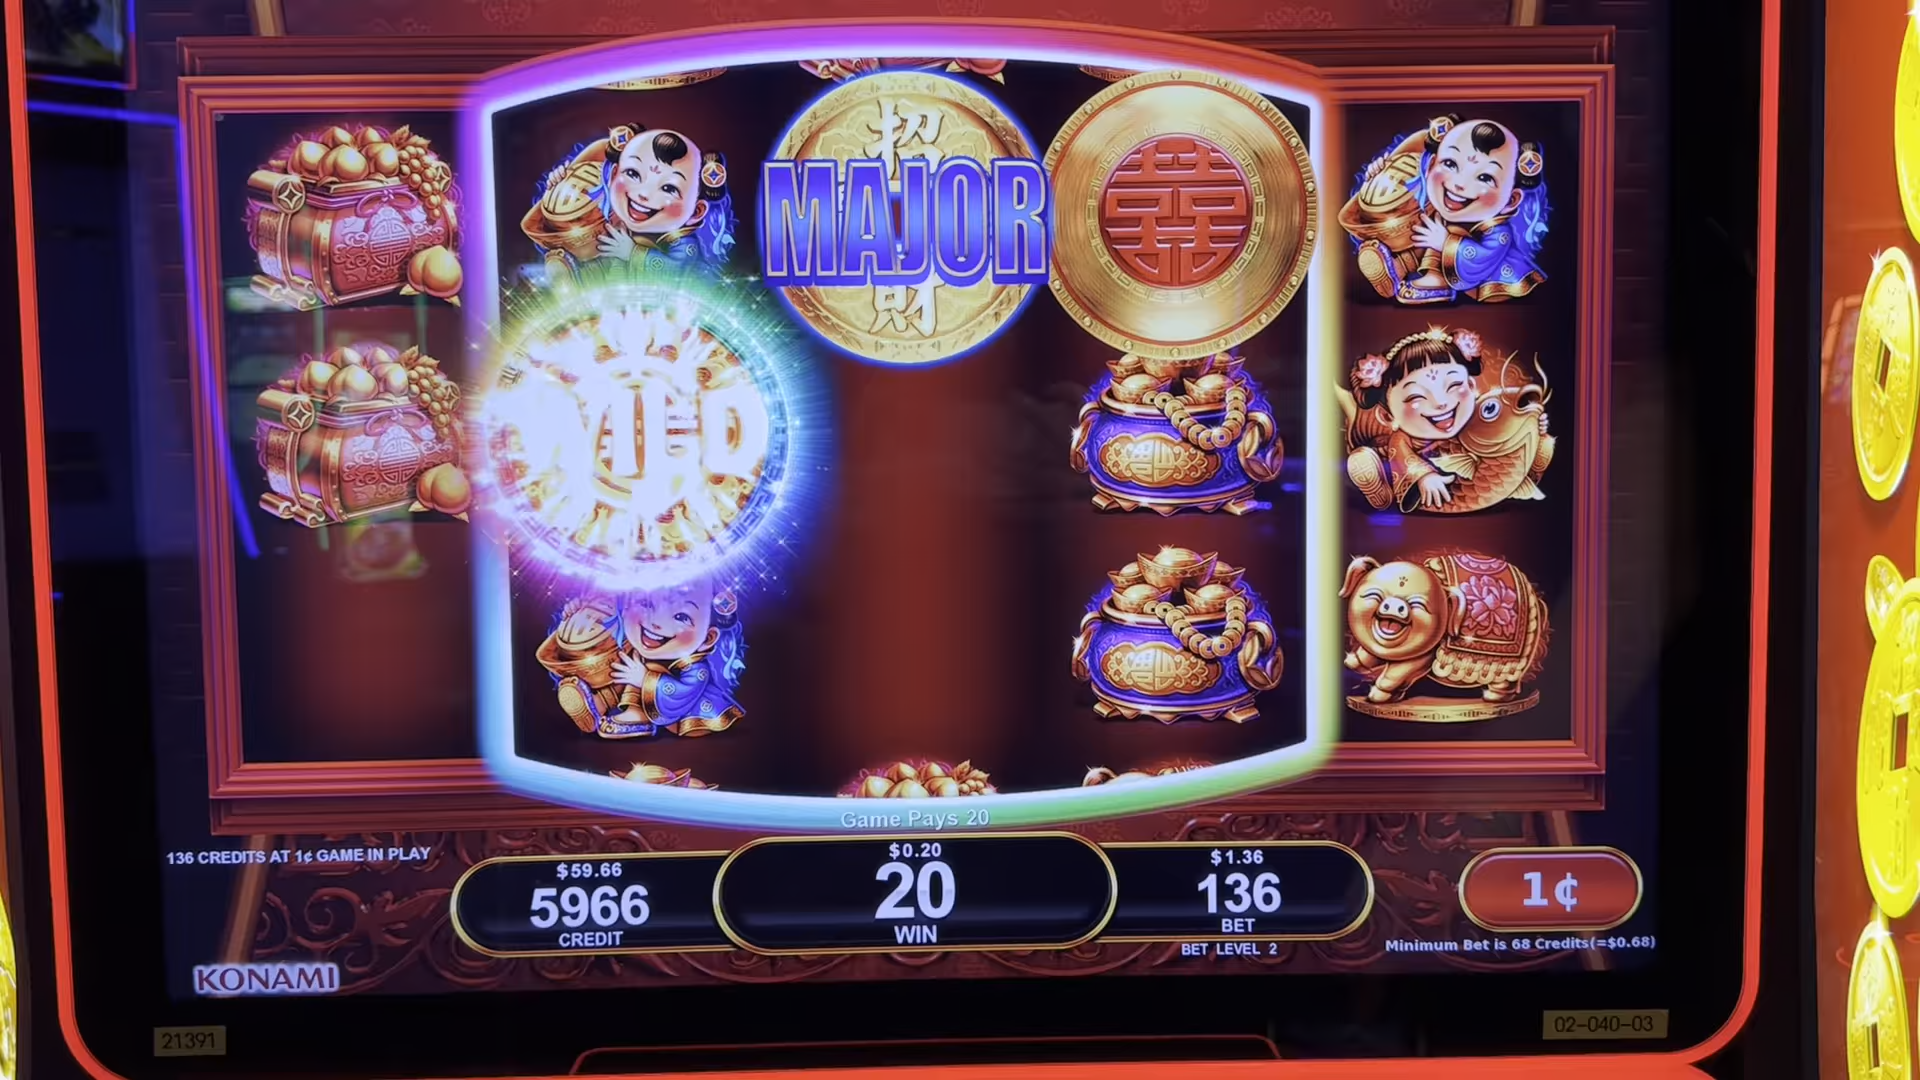 招
MAJOR
財
囍
WILD
Game Pays 20
136 CREDITS AT 1¢ GAME IN PLAY
$59.66
5966
CREDIT
$0.20
20
WIN
$1.36
136
BET
BET LEVEL 2
1¢
Minimum Bet is 68 Credits(=$0.68)
KONAMI
21391
02-040-03